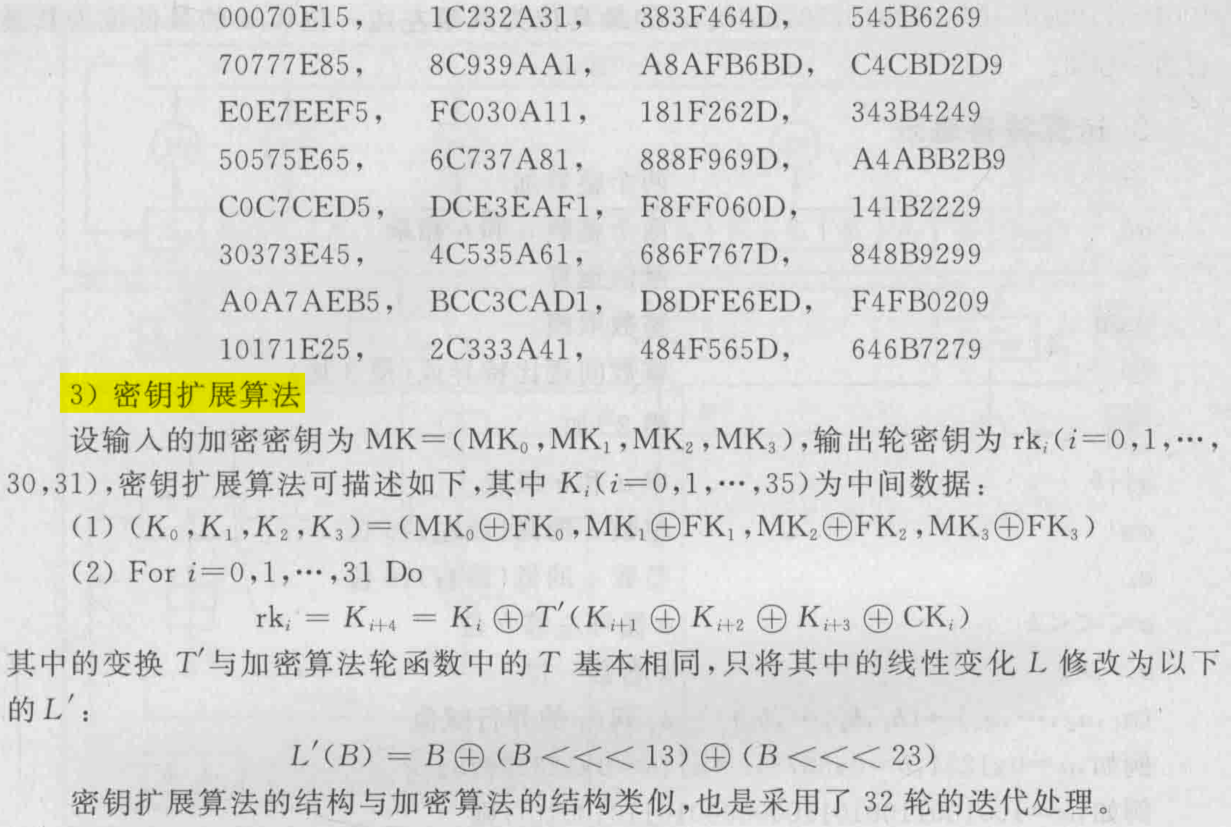 00070E15, 1C232A31, 383F464D, 545B6269
70777E85, 8C939AA1, A8AFB6BD, C4CBD2D9
E0E7EEF5, FC030A11, 181F262D, 343B4249
50575E65, 6C737A81, 888F969D, A4ABB2B9
C0C7CED5, DCE3EAF1, F8FF060D, 141B2229
30373E45, 4C535A61, 686F767D, 848B9299
A0A7AEB5, BCC3CAD1, D8DFE6ED, F4FB0209
10171E25, 2C333A41, 484F565D, 646B7279
3) 密钥扩展算法
设输入的加密密钥为 MK=(MK₀,MK₁,MK₂,MK₃),输出轮密钥为 rkᵢ(i=0,1,…,
30,31),密钥扩展算法可描述如下,其中 Kᵢ(i=0,1,…,35)为中间数据:
(1) (K₀,K₁,K₂,K₃)=(MK₀⊕FK₀,MK₁⊕FK₁,MK₂⊕FK₂,MK₃⊕FK₃)
(2) For i=0,1,…,31 Do
rkᵢ = Kᵢ₊₄ = Kᵢ ⊕ T′(Kᵢ₊₁ ⊕ Kᵢ₊₂ ⊕ Kᵢ₊₃ ⊕ CKᵢ)
其中的变换 T′与加密算法轮函数中的 T 基本相同,只将其中的线性变化 L 修改为以下
的 L′:
L′(B) = B ⊕ (B <<< 13) ⊕ (B <<< 23)
密钥扩展算法的结构与加密算法的结构类似,也是采用了 32 轮的迭代处理。